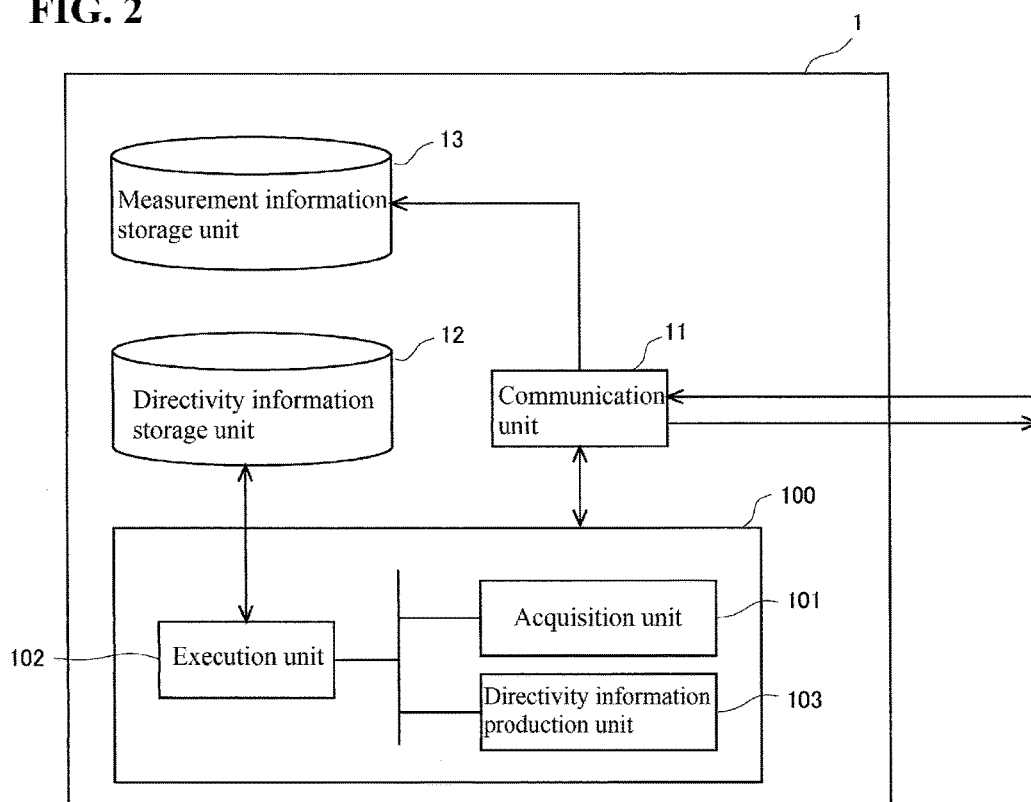 FIG. 2
1
13
Measurement information
storage unit
12
Directivity information
storage unit
11
Communication
unit
100
101
Acquisition unit
102
Execution unit
103
Directivity information
production unit